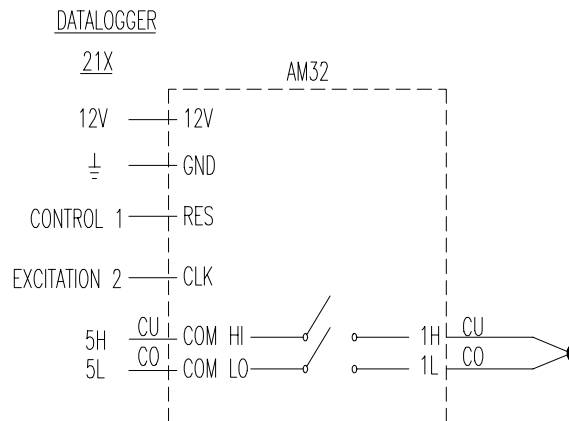 DATALOGGER
21X
AM32
12V 12V
GND
CONTROL 1 RES
EXCITATION 2 CLK
5H CU COM HI 1H CU
5L CO COM LO 1L CO